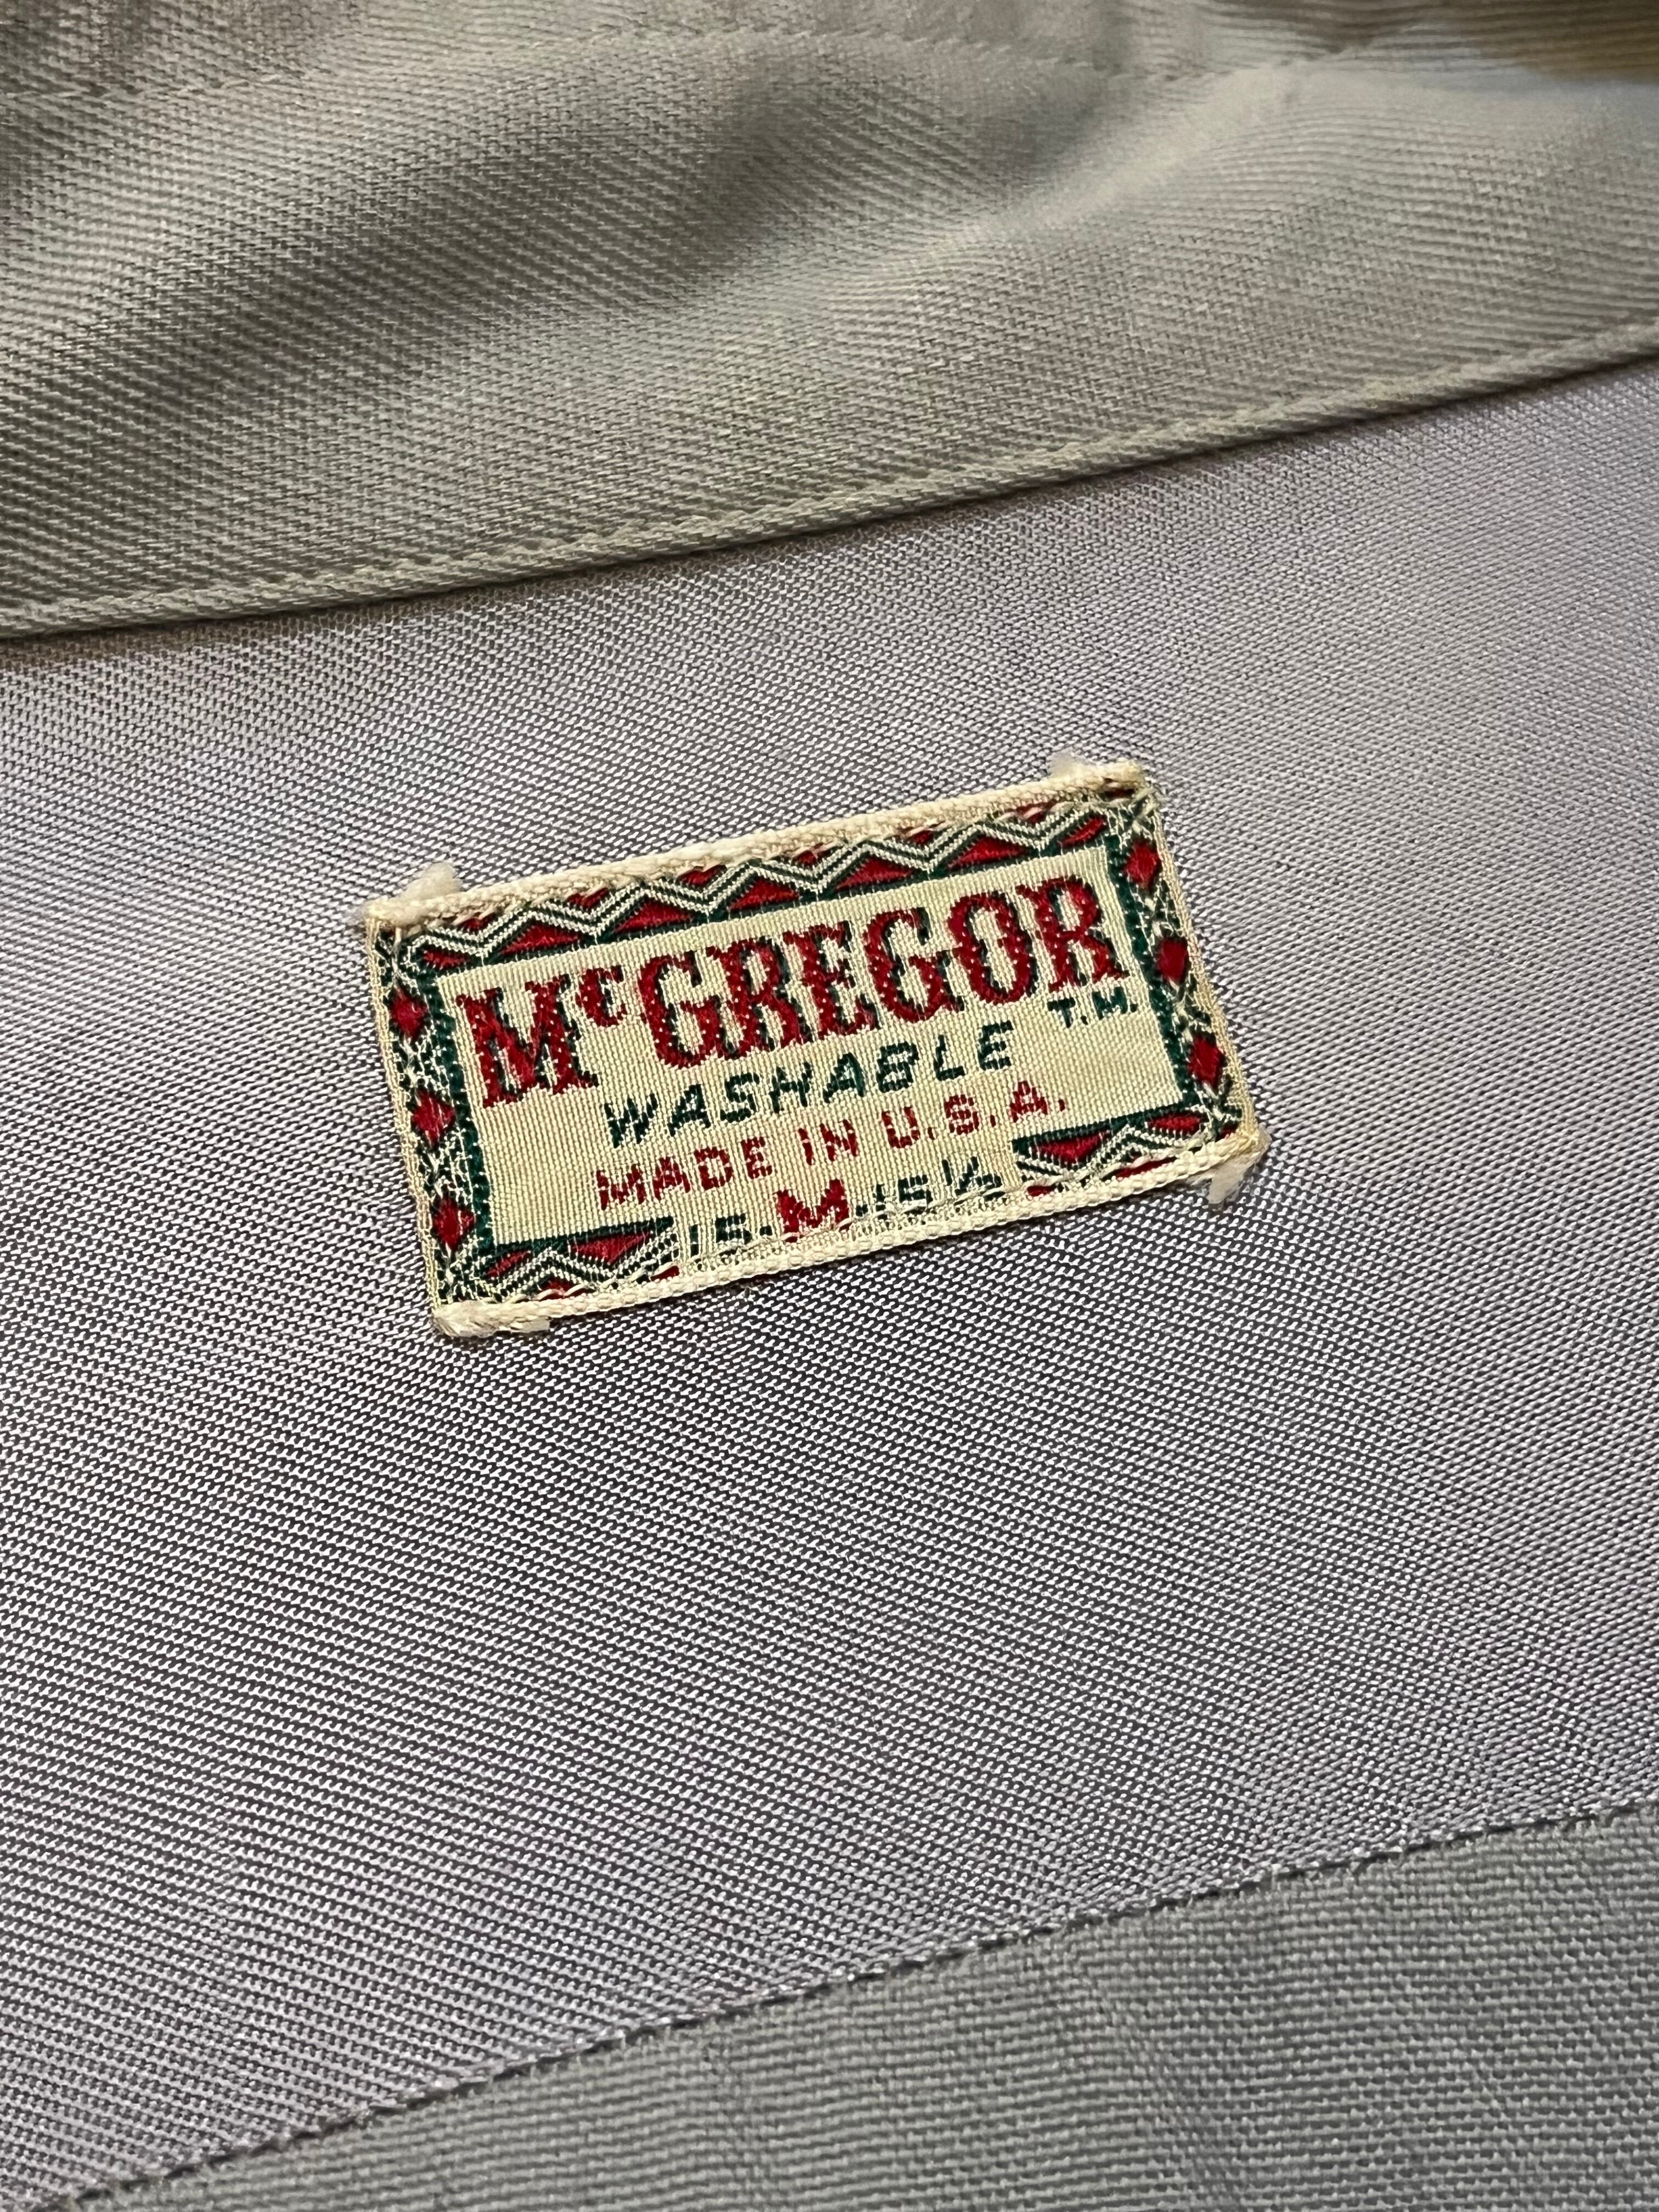 McGREGOR
T.M.
WASHABLE
MADE IN U.S.A.
15·M·15½